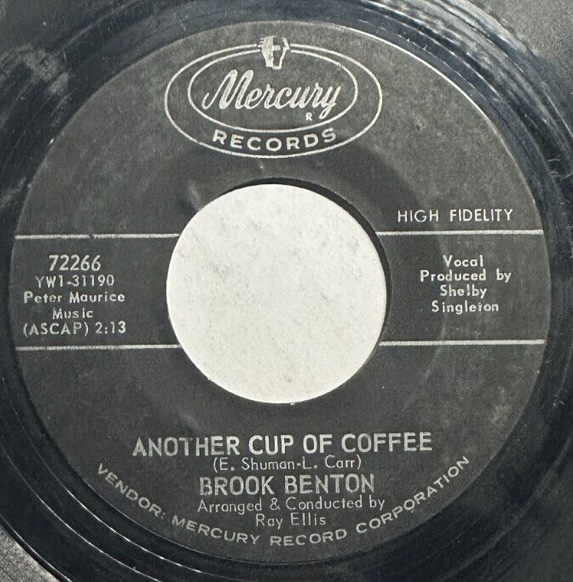 Mercury
R
RECORDS
HIGH FIDELITY
72266
YW1-31190
Peter Maurice
Music
(ASCAP) 2:13
Vocal
Produced by
Shelby
Singleton
ANOTHER CUP OF COFFEE
(E. Shuman-L. Carr)
BROOK BENTON
Arranged & Conducted by
Ray Ellis
VENDOR: MERCURY RECORD CORPORATION